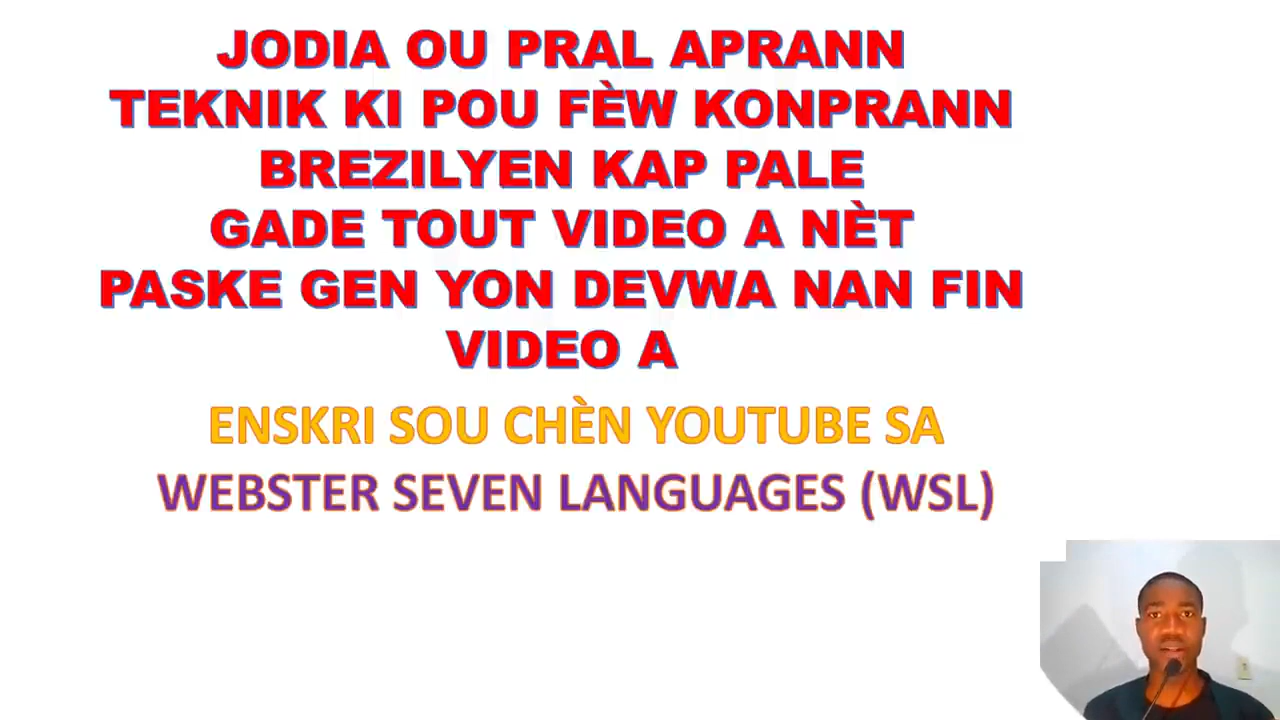 JODIA OU PRAL APRANN
TEKNIK KI POU FÈW KONPRANN
BREZILYEN KAP PALE
GADE TOUT VIDEO A NÈT
PASKE GEN YON DEVWA NAN FIN
VIDEO A
ENSKRI SOU CHÈN YOUTUBE SA
WEBSTER SEVEN LANGUAGES (WSL)